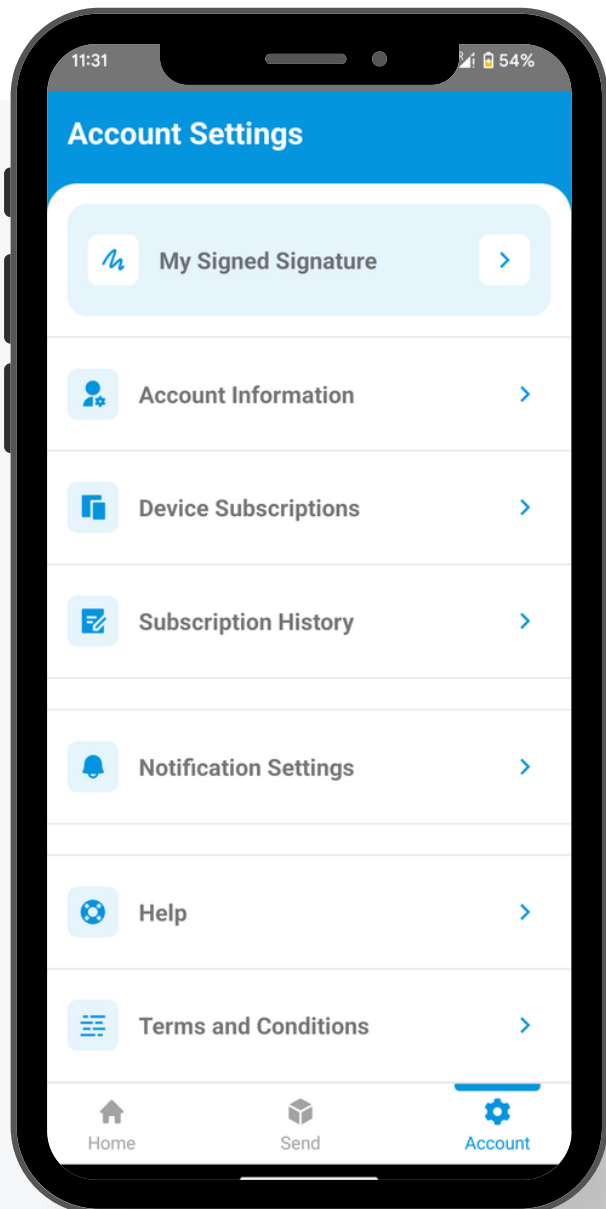 11:31
54%
Account Settings
My Signed Signature
Account Information
Device Subscriptions
Subscription History
Notification Settings
Help
Terms and Conditions
Home
Send
Account